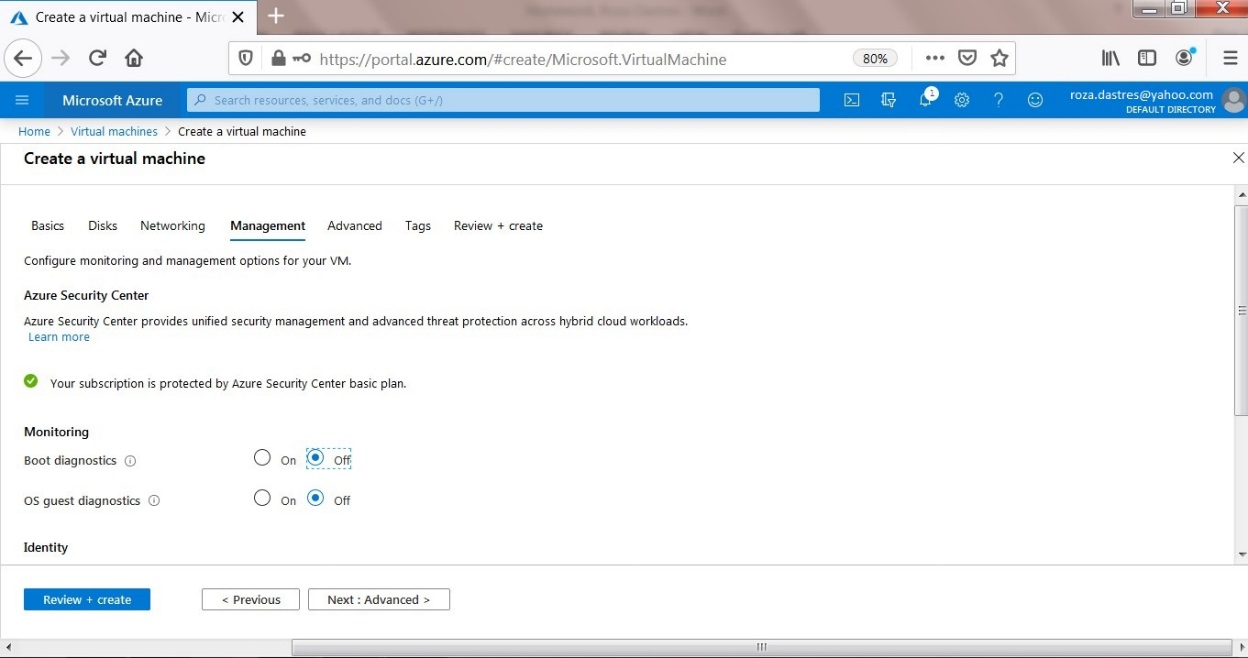 Create a virtual machine - Micr
https://portal.azure.com/#create/Microsoft.VirtualMachine
80%
Microsoft Azure
Search resources, services, and docs (G+/)
1
roza.dastres@yahoo.com
DEFAULT DIRECTORY
Home > Virtual machines > Create a virtual machine
Create a virtual machine
Basics Disks Networking Management Advanced Tags Review + create
Configure monitoring and management options for your VM.
Azure Security Center
Azure Security Center provides unified security management and advanced threat protection across hybrid cloud workloads.
Learn more
Your subscription is protected by Azure Security Center basic plan.
Monitoring
Boot diagnostics On Off
OS guest diagnostics On Off
Identity
Review + create < Previous Next : Advanced >